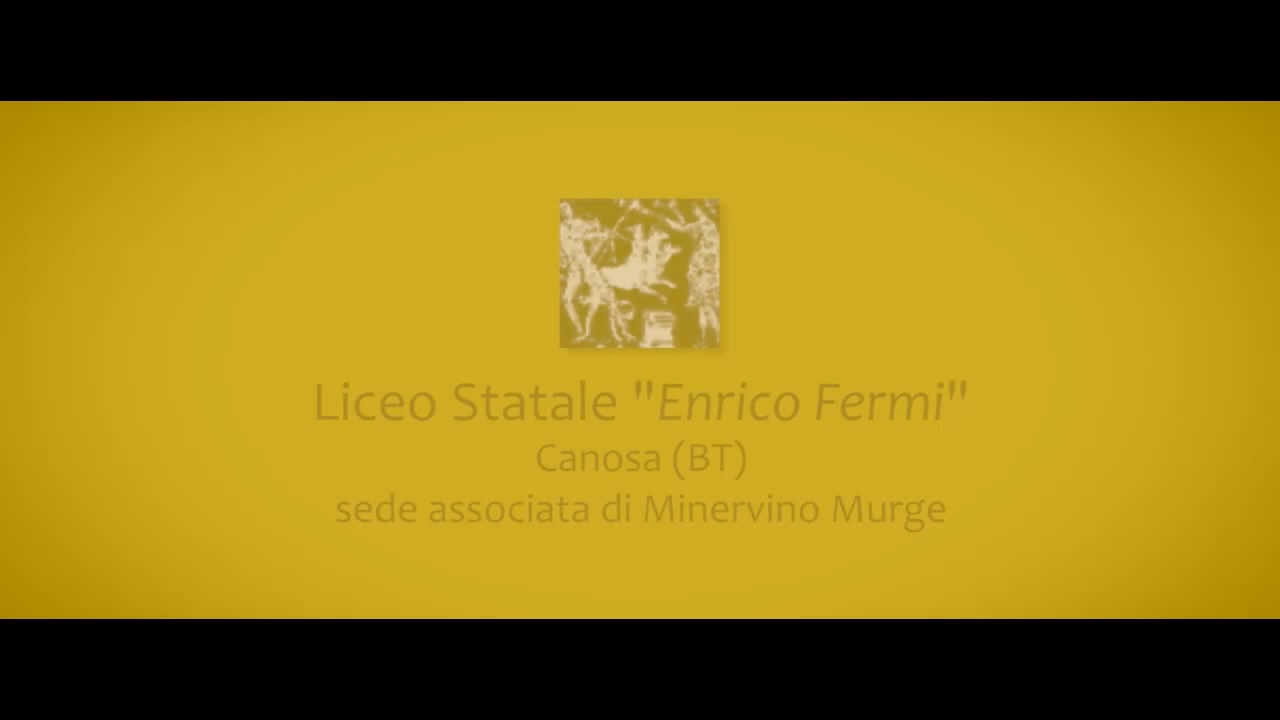 Liceo Statale "Enrico Fermi"
Canosa (BT)
sede associata di Minervino Murge